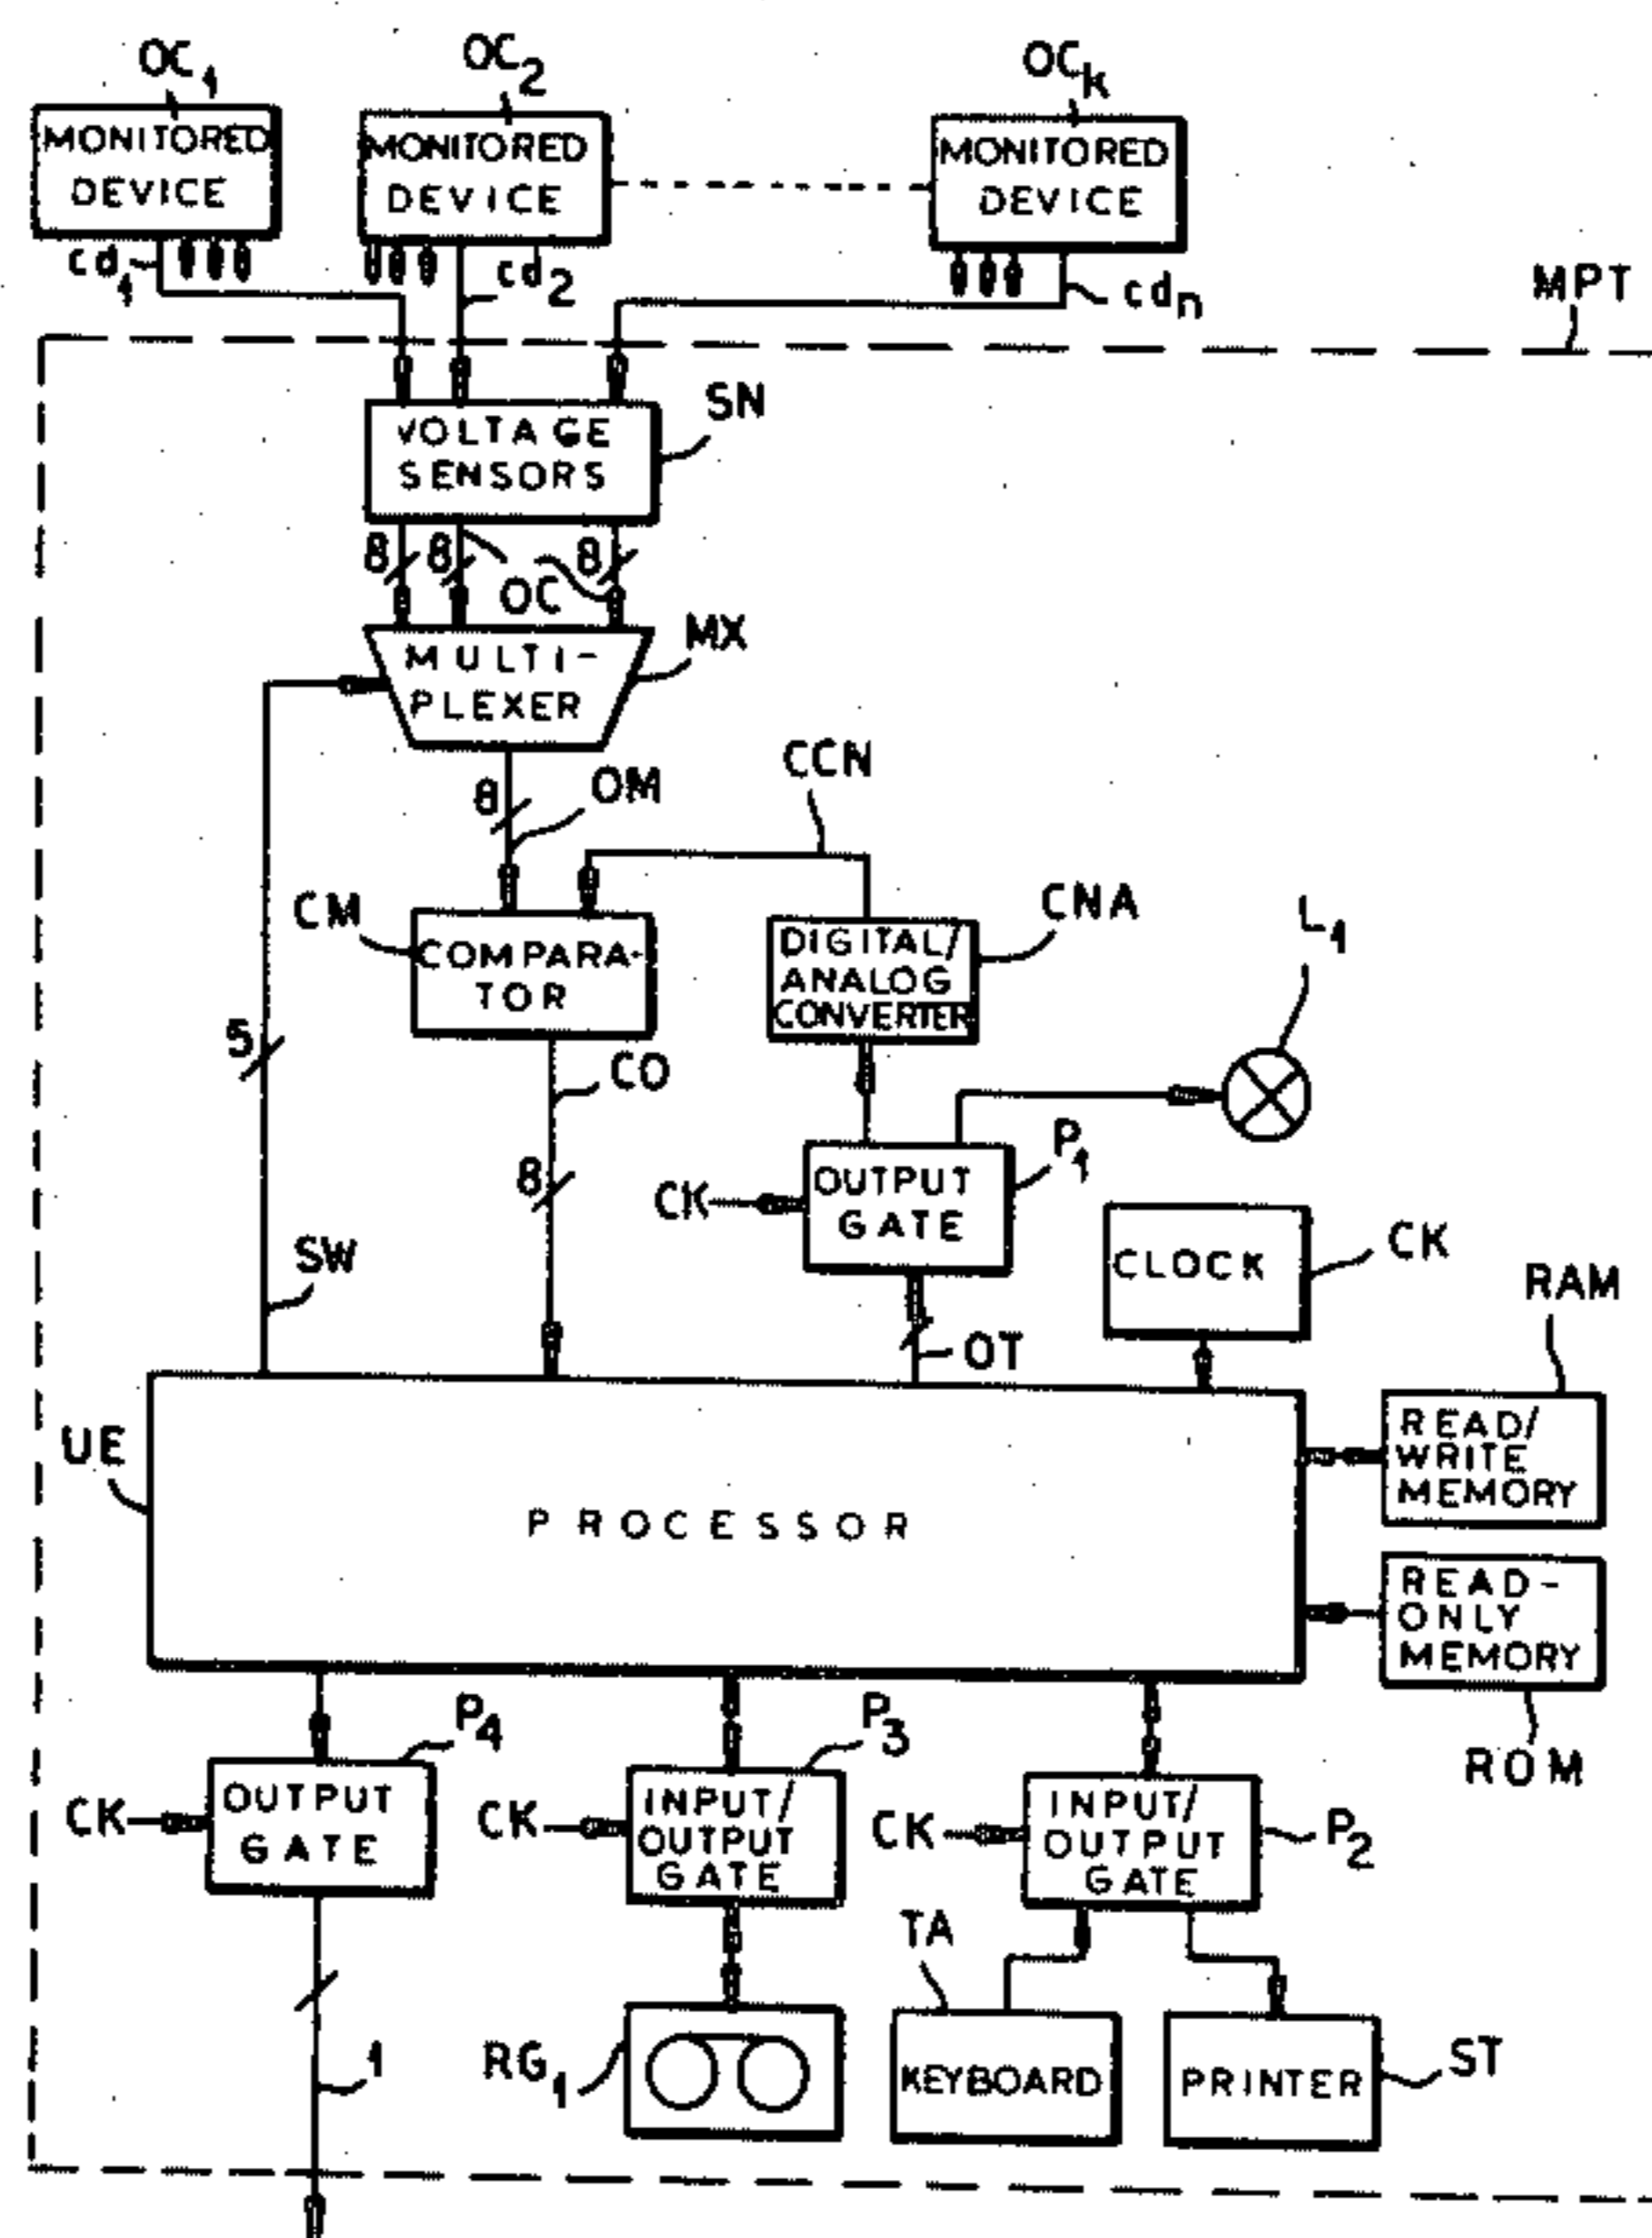 OC1
OC2
OCk
MONITORED
DEVICE
MONITORED
DEVICE
MONITORED
DEVICE
cd1
cd2
cdn
MPT
VOLTAGE
SENSORS
SN
8
8
8
OC
MULTI-
PLEXER
MX
8
OM
CCN
CM
COMPARA-
TOR
DIGITAL/
ANALOG
CONVERTER
CNA
L1
5
CO
8
CK
OUTPUT
GATE
P1
SW
CLOCK
CK
OT
RAM
UE
PROCESSOR
READ/
WRITE
MEMORY
READ-
ONLY
MEMORY
ROM
P4
P3
CK
OUTPUT
GATE
CK
INPUT/
OUTPUT
GATE
CK
INPUT/
OUTPUT
GATE
P2
TA
1
RG1
KEYBOARD
PRINTER
ST